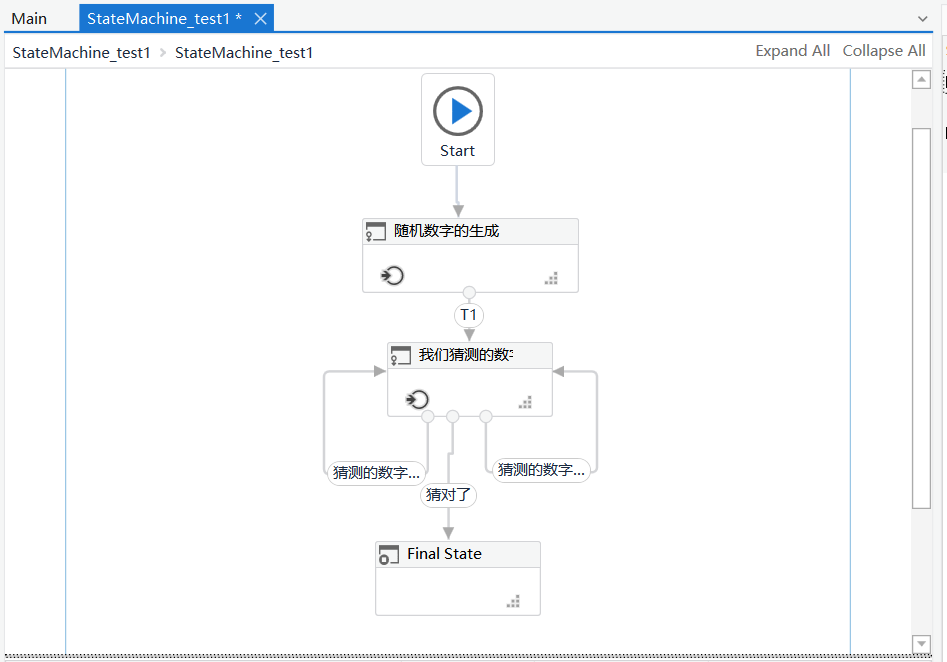 Main StateMachine_test1 *
StateMachine_test1 StateMachine_test1 Expand All Collapse All
Start
随机数字的生成
T1
我们猜测的数
猜测的数字... 猜测的数字...
猜对了
Final State